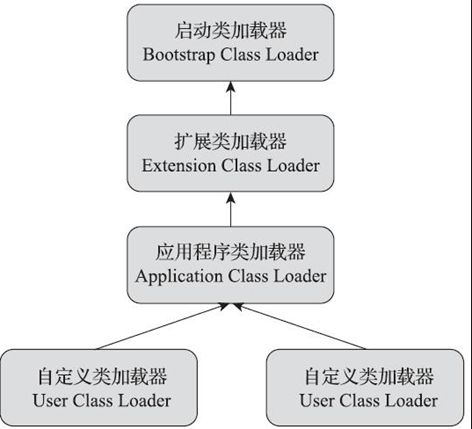 启动类加载器
Bootstrap Class Loader
扩展类加载器
Extension Class Loader
应用程序类加载器
Application Class Loader
自定义类加载器
User Class Loader
自定义类加载器
User Class Loader